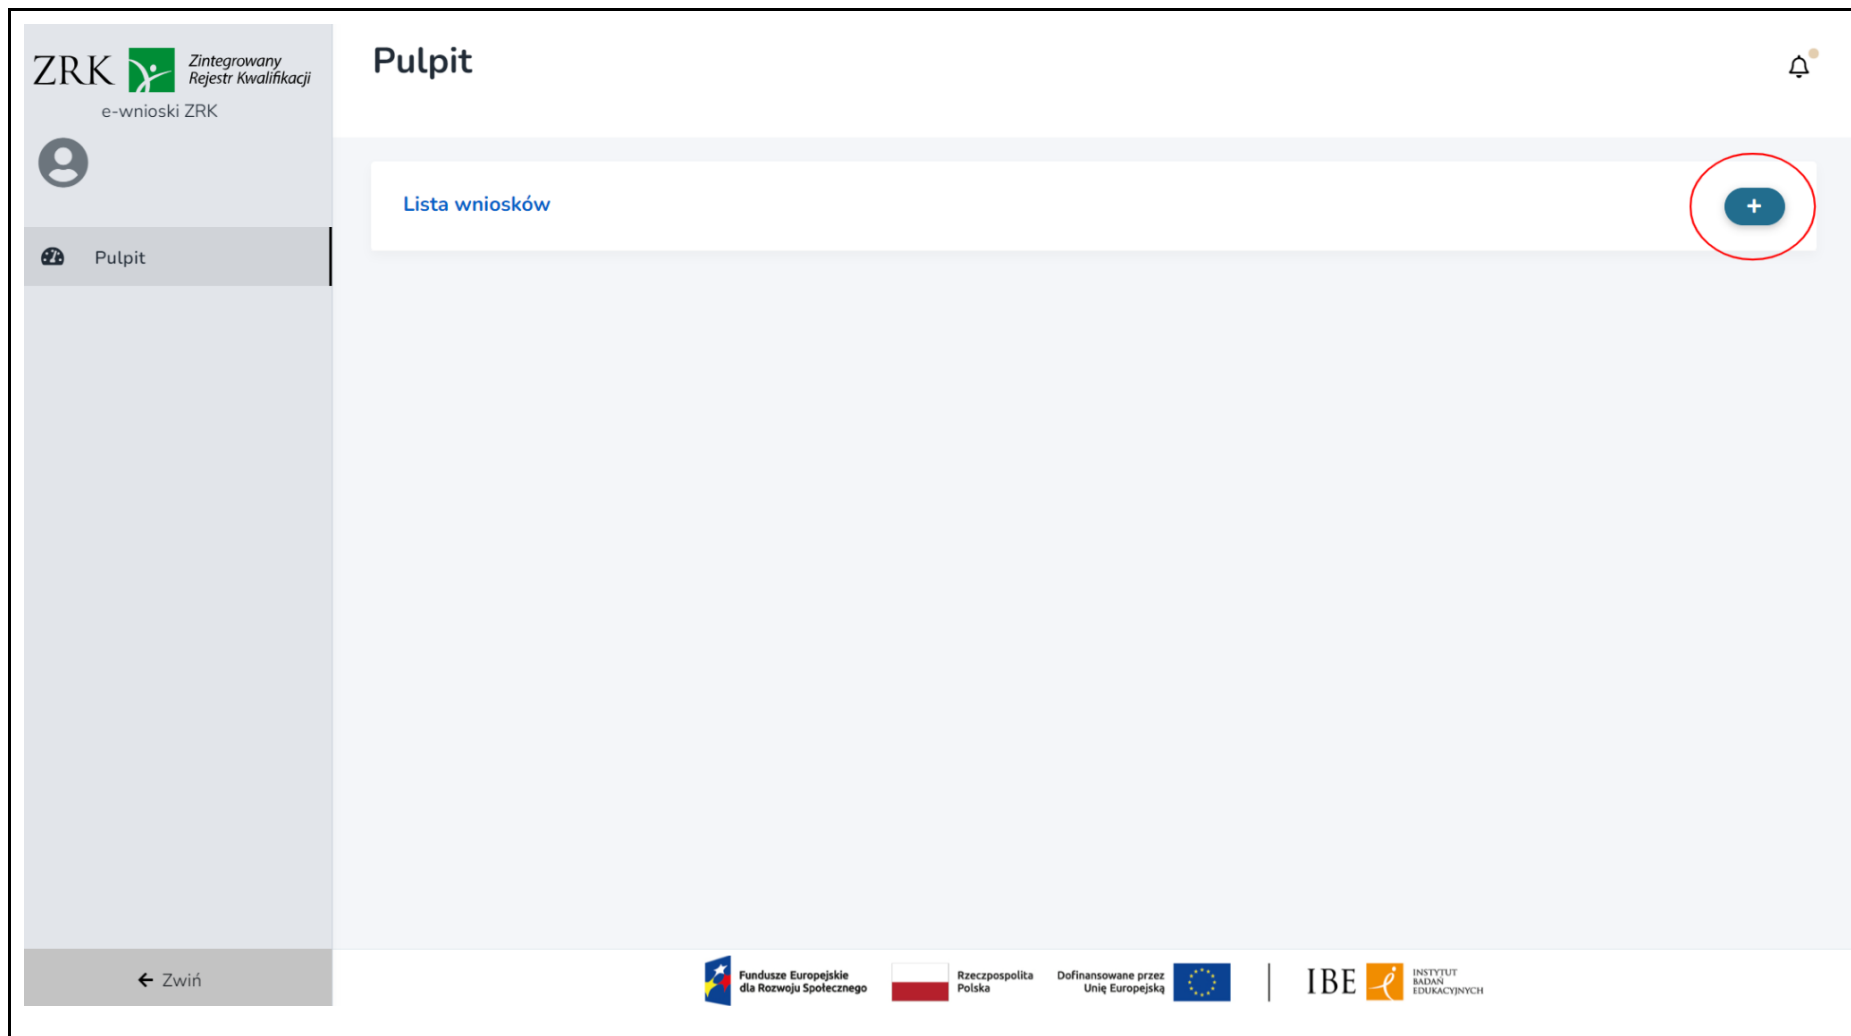 ZRK
Zintegrowany
Rejestr Kwalifikacji
e-wnioski ZRK
Pulpit
Pulpit
Lista wniosków
+
← Zwiń
Fundusze Europejskie
dla Rozwoju Społecznego
Rzeczpospolita
Polska
Dofinansowane przez
Unię Europejską
IBE
INSTYTUT
BADAŃ
EDUKACYJNYCH